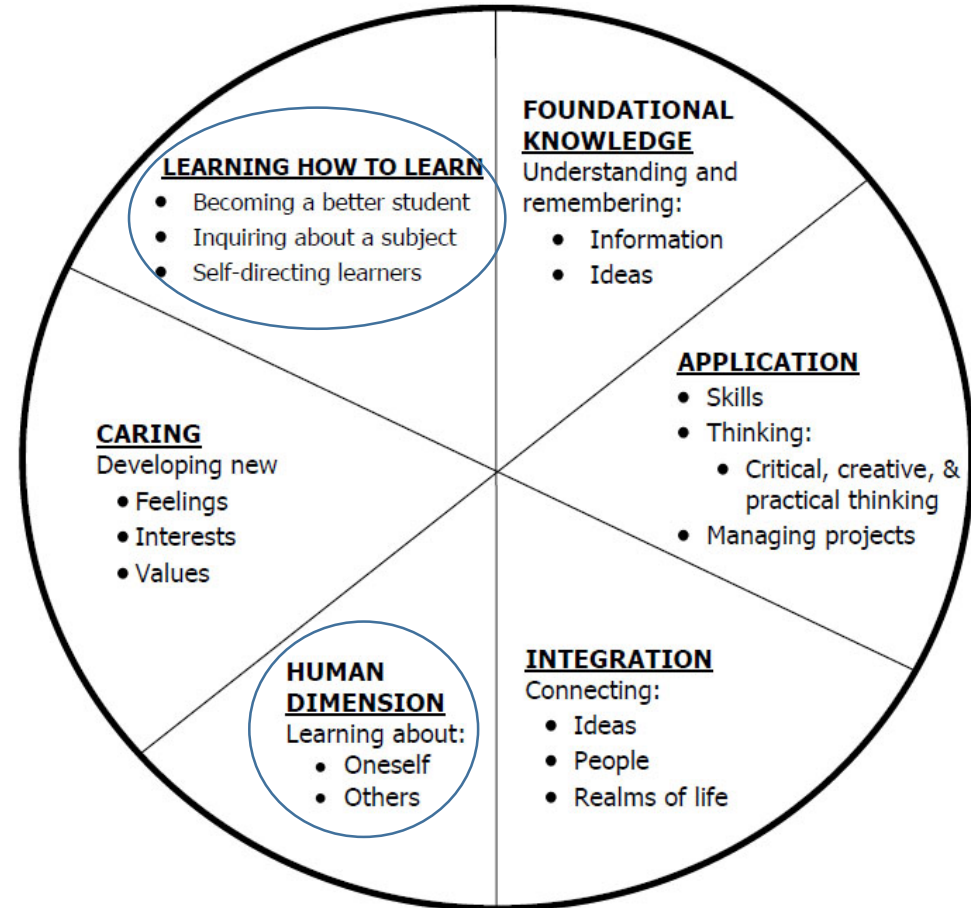 FOUNDATIONAL
KNOWLEDGE
Understanding and
remembering:
• Information
• Ideas
APPLICATION
• Skills
• Thinking:
• Critical, creative, &
practical thinking
• Managing projects
INTEGRATION
Connecting:
• Ideas
• People
• Realms of life
HUMAN
DIMENSION
Learning about:
• Oneself
• Others
CARING
Developing new
• Feelings
• Interests
• Values
LEARNING HOW TO LEARN
• Becoming a better student
• Inquiring about a subject
• Self-directing learners